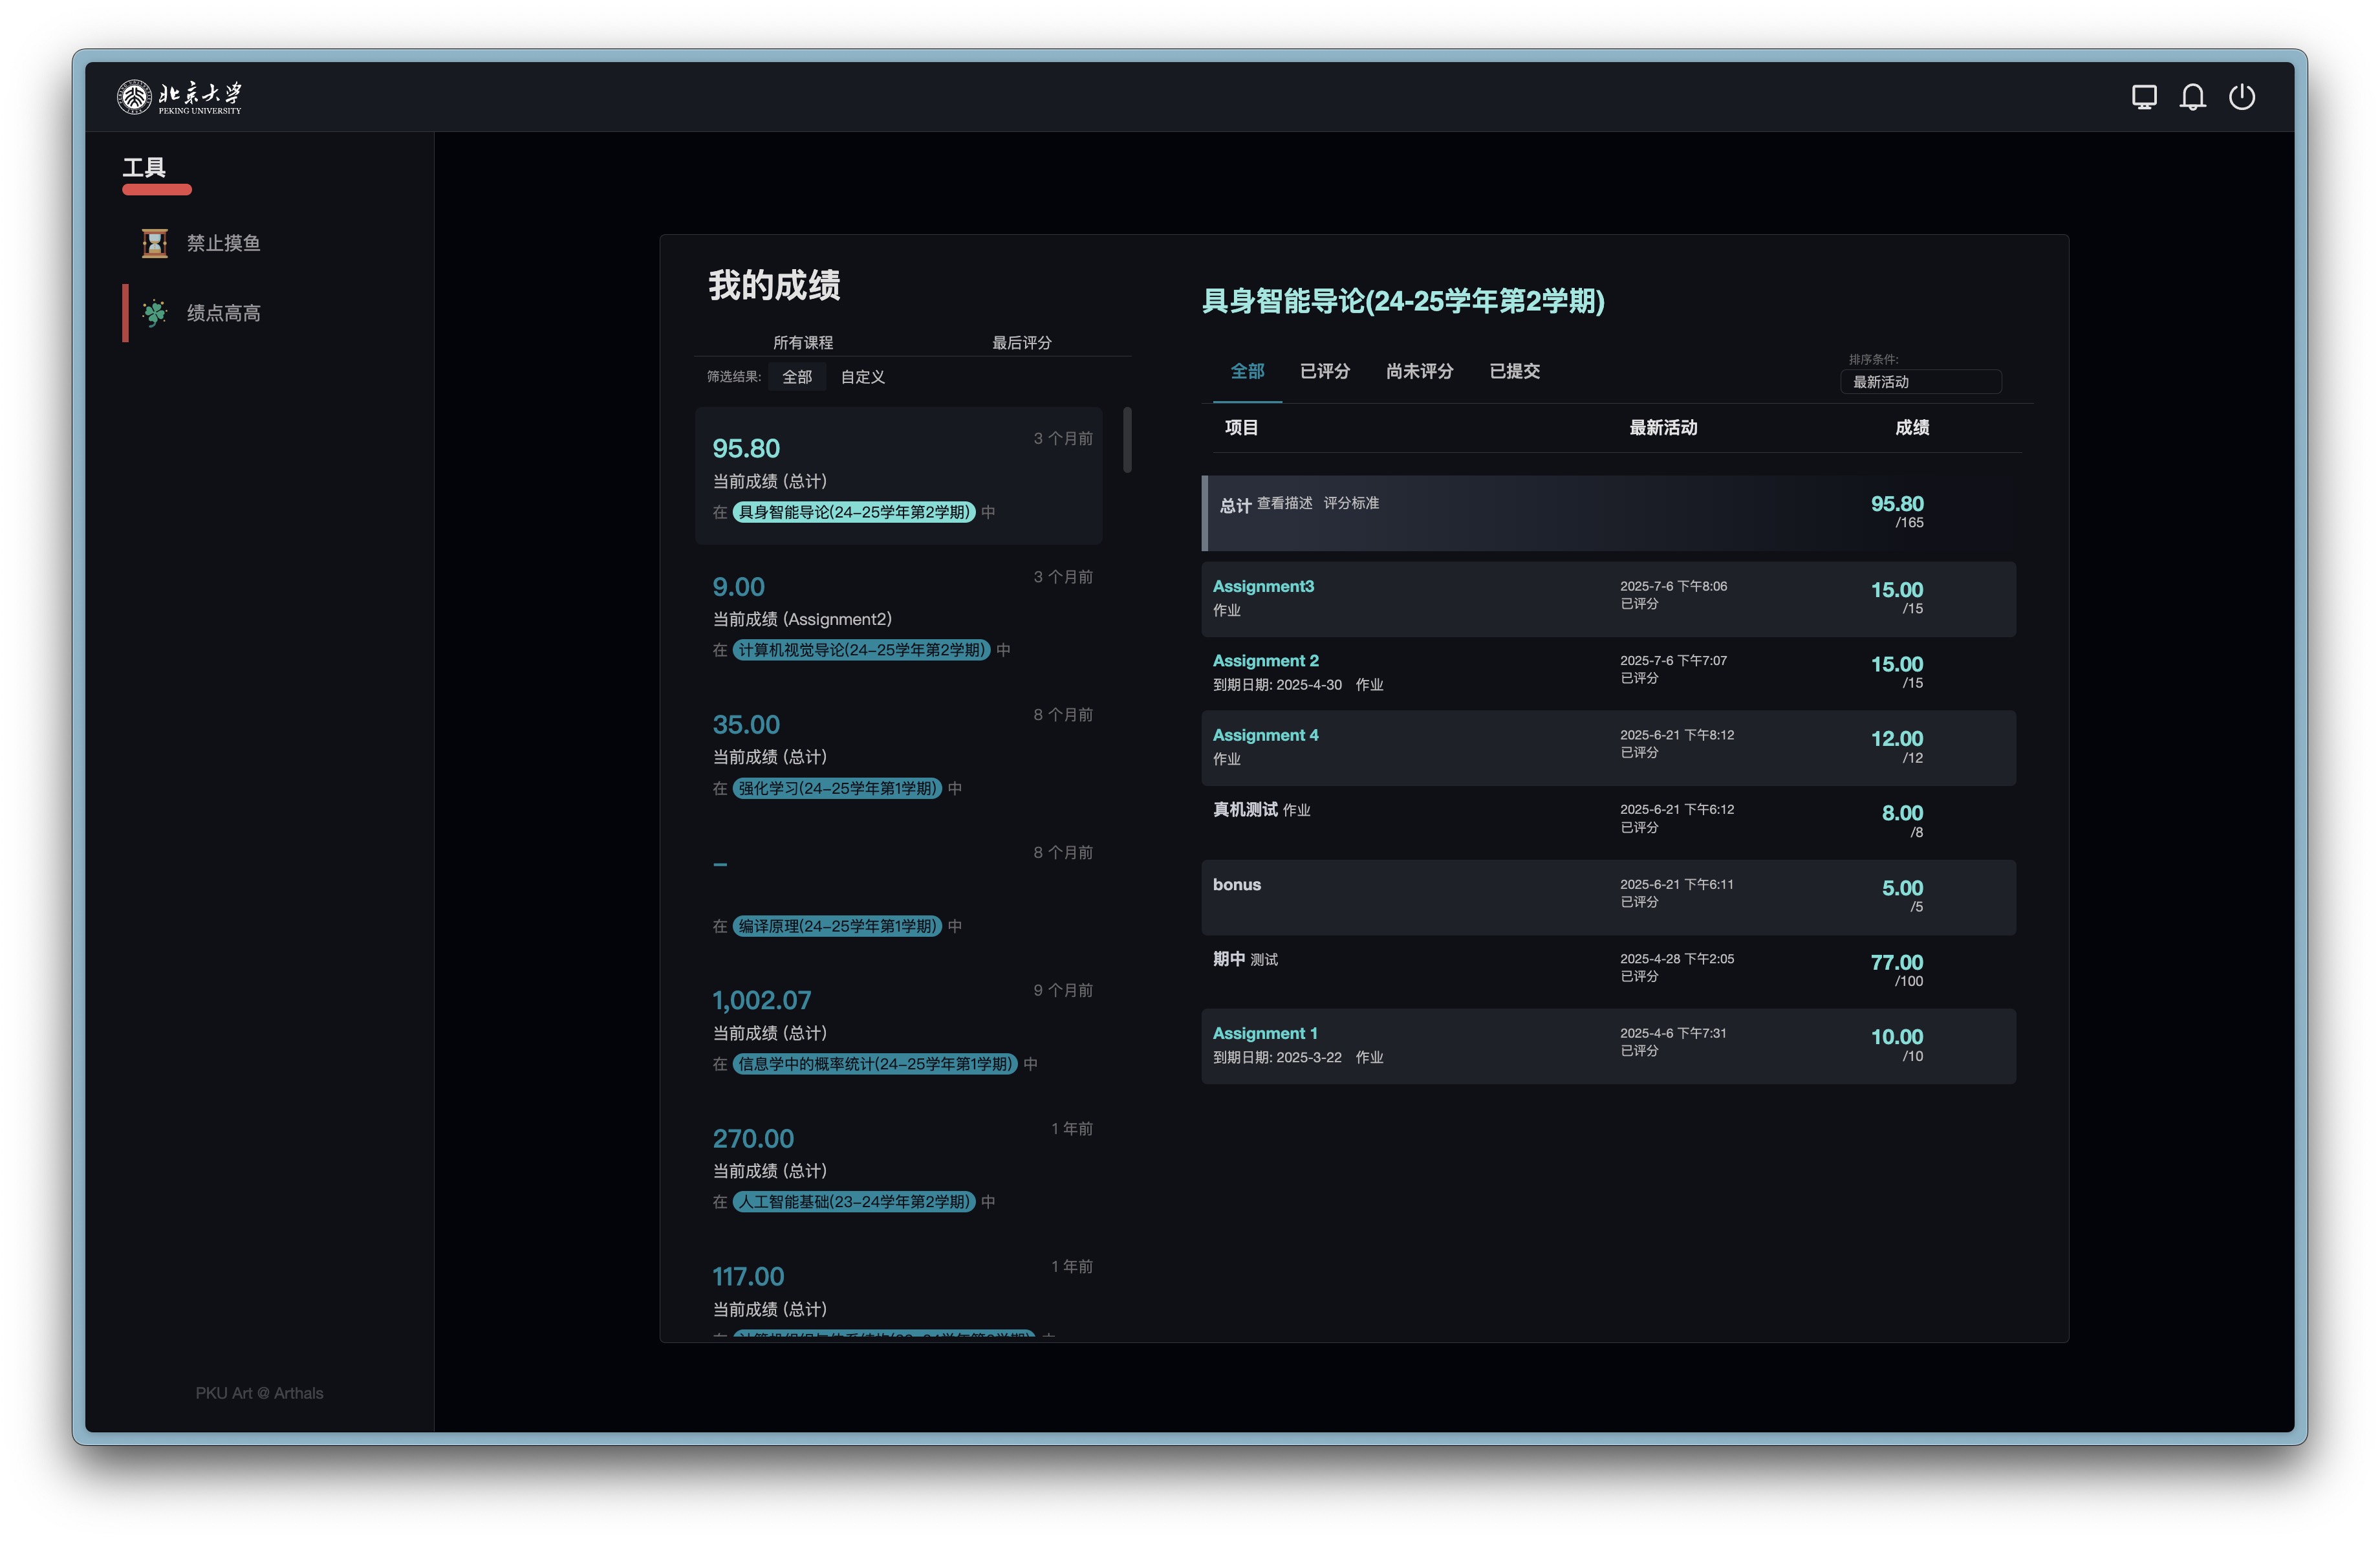 北京大学
PEKING UNIVERSITY
工具
禁止摸鱼
绩点高高
PKU Art @ Arthals
我的成绩
所有课程 最后评分
筛选结果: 全部 自定义
95.80 3 个月前
当前成绩 (总计)
在 具身智能导论(24-25学年第2学期) 中
9.00 3 个月前
当前成绩 (Assignment2)
在 计算机视觉导论(24-25学年第2学期) 中
35.00 8 个月前
当前成绩 (总计)
在 强化学习(24-25学年第1学期) 中
– 8 个月前
在 编译原理(24-25学年第1学期) 中
1,002.07 9 个月前
当前成绩 (总计)
在 信息学中的概率统计(24-25学年第1学期) 中
270.00 1 年前
当前成绩 (总计)
在 人工智能基础(23-24学年第2学期) 中
117.00 1 年前
当前成绩 (总计)
具身智能导论(24-25学年第2学期)
全部 已评分 尚未评分 已提交
排序条件:
最新活动
项目 最新活动 成绩
总计 查看描述 评分标准 95.80
/165
Assignment3 2025-7-6 下午8:06 15.00
作业 已评分 /15
Assignment 2 2025-7-6 下午7:07 15.00
到期日期: 2025-4-30 作业 已评分 /15
Assignment 4 2025-6-21 下午8:12 12.00
作业 已评分 /12
真机测试 作业 2025-6-21 下午6:12 8.00
已评分 /8
bonus 2025-6-21 下午6:11 5.00
已评分 /5
期中 测试 2025-4-28 下午2:05 77.00
已评分 /100
Assignment 1 2025-4-6 下午7:31 10.00
到期日期: 2025-3-22 作业 已评分 /10